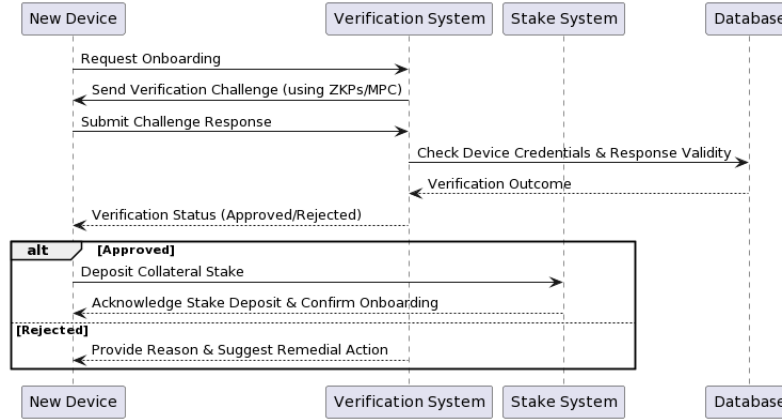 New Device Verification System Stake System Database
Request Onboarding
Send Verification Challenge (using ZKPs/MPC)
Submit Challenge Response
Check Device Credentials & Response Validity
Verification Outcome
Verification Status (Approved/Rejected)
alt [Approved]
Deposit Collateral Stake
Acknowledge Stake Deposit & Confirm Onboarding
[Rejected]
Provide Reason & Suggest Remedial Action
New Device Verification System Stake System Database